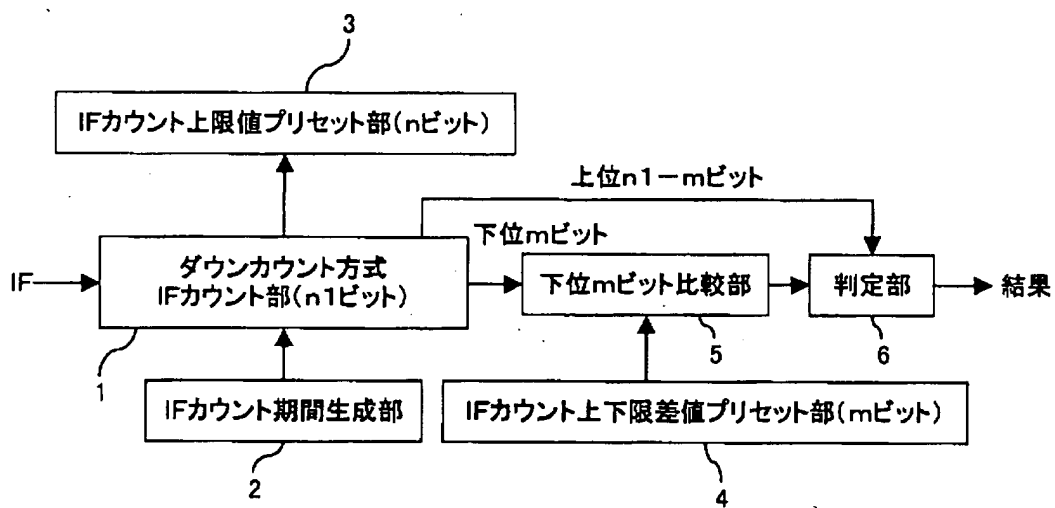 3
IFカウント上限値プリセット部(nビット)
上位n1-mビット
下位mビット
IF
ダウンカウント方式
IFカウント部(n1ビット)
下位mビット比較部
判定部
結果
1
5
6
IFカウント期間生成部
IFカウント上下限差値プリセット部(mビット)
2
4